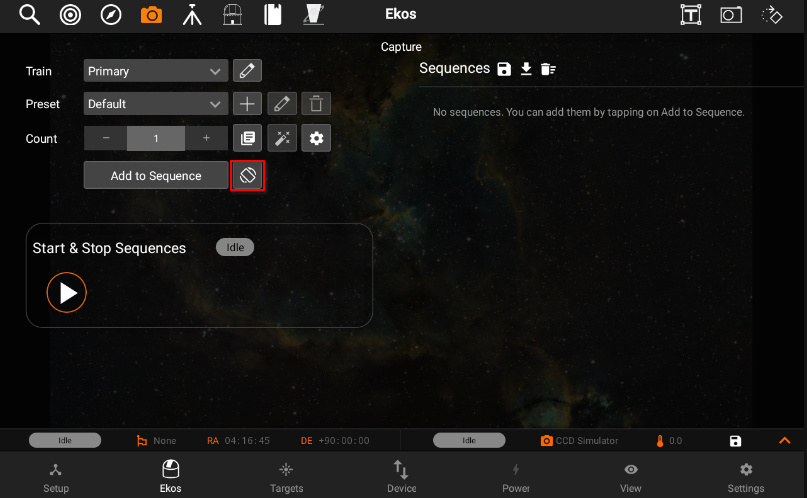 Ekos
Capture
Train Primary
Sequences
Preset Default
No sequences. You can add them by tapping on Add to Sequence.
Count − 1 +
Add to Sequence
Start & Stop Sequences Idle
Idle None RA 04:16:45 DE +90:00:00 Idle CCD Simulator 0.0
Setup Ekos Targets Device Power View Settings